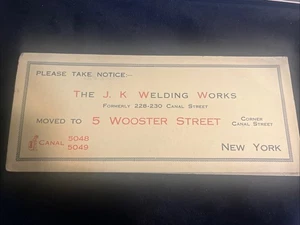 PLEASE TAKE NOTICE:-
THE J. K WELDING WORKS
FORMERLY 228-230 CANAL STREET
MOVED TO 5 WOOSTER STREET CORNER CANAL STREET
CANAL 5048 5049
NEW YORK